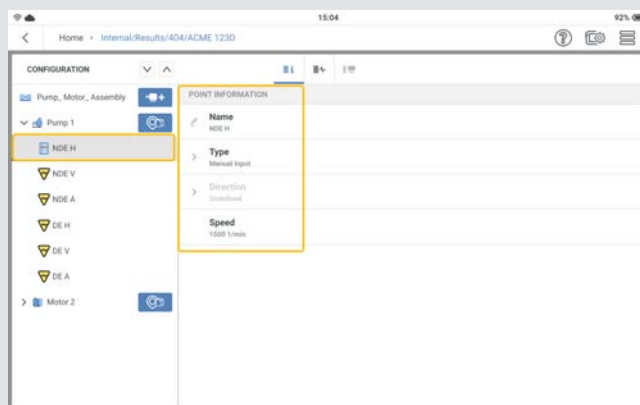 15:04
92%
Home › Internal/Results/404/ACME 123D
CONFIGURATION
Pump_Motor_Assembly
Pump 1
NDE H
NDE V
NDE A
DE H
DE V
DE A
Motor 2
POINT INFORMATION
Name
NDE H
Type
Manual input
Direction
Undefined
Speed
1500 1/min